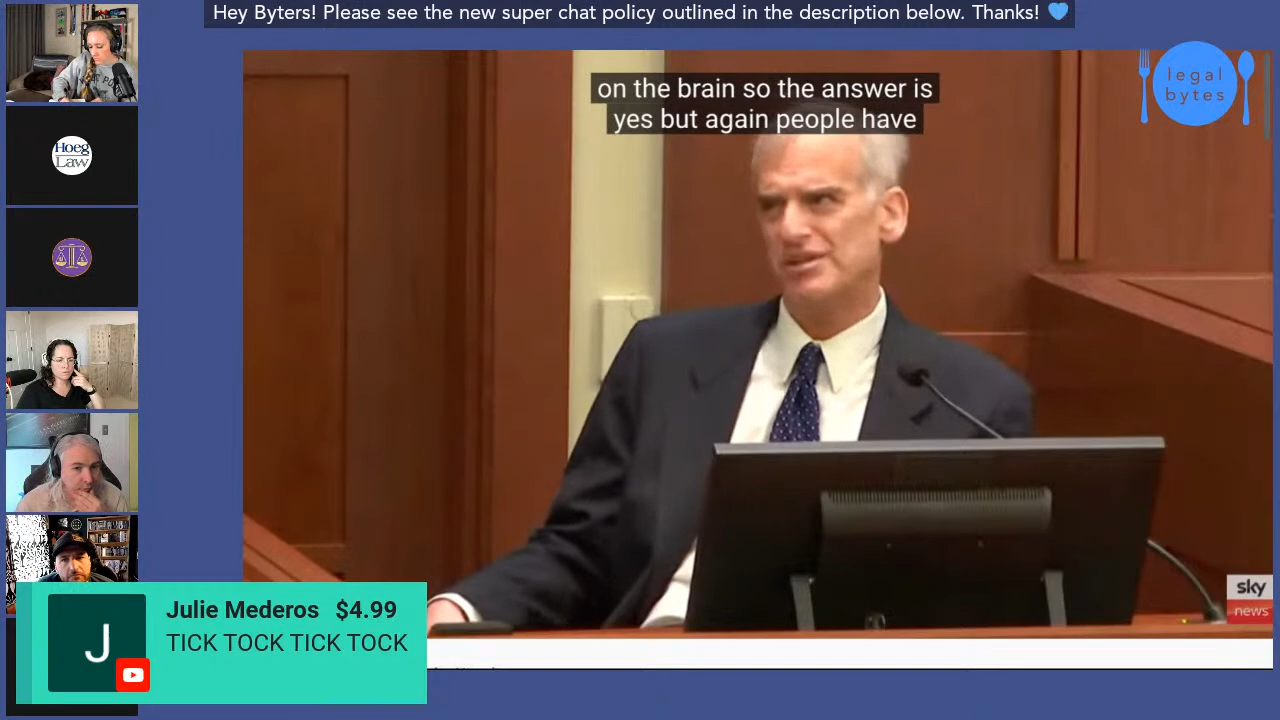 Hey Byters! Please see the new super chat policy outlined in the description below. Thanks! 💙
on the brain so the answer is
yes but again people have
legal
bytes
Hoeg
Law
sky
news
Julie Mederos $4.99
TICK TOCK TICK TOCK
J